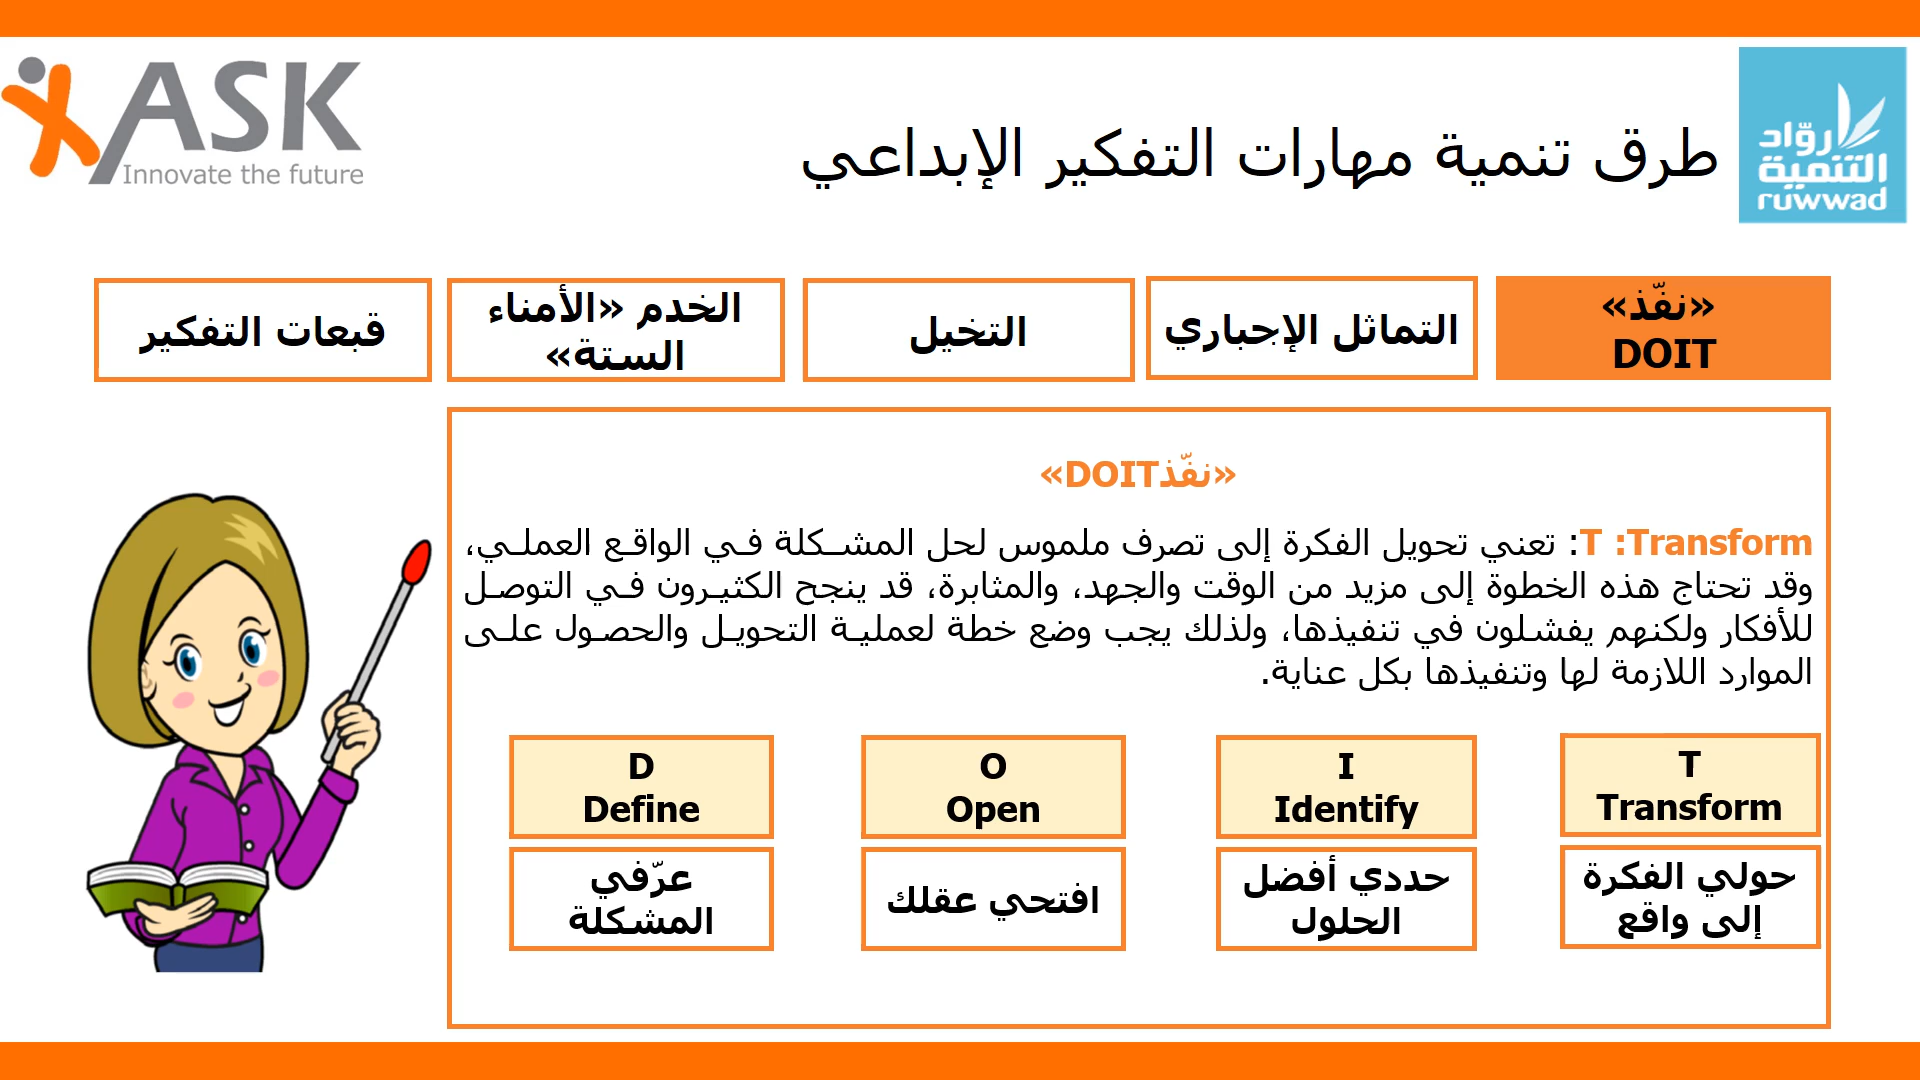 ASK
Innovate the future
روّاد
التنمية
ruwwad
طرق تنمية مهارات التفكير الإبداعي
«نفّذ»
DOIT
التماثل الإجباري
التخيل
الخدم «الأمناء
الستة»
قبعات التفكير
«نفّذDOIT»
T :Transform: تعني تحويل الفكرة إلى تصرف ملموس لحل المشكلة في الواقع العملي،
وقد تحتاج هذه الخطوة إلى مزيد من الوقت والجهد، والمثابرة، قد ينجح الكثيرون في التوصل
للأفكار ولكنهم يفشلون في تنفيذها، ولذلك يجب وضع خطة لعملية التحويل والحصول على
الموارد اللازمة لها وتنفيذها بكل عناية.
T
Transform
حولي الفكرة
إلى واقع
I
Identify
حددي أفضل
الحلول
O
Open
افتحي عقلك
D
Define
عرّفي
المشكلة